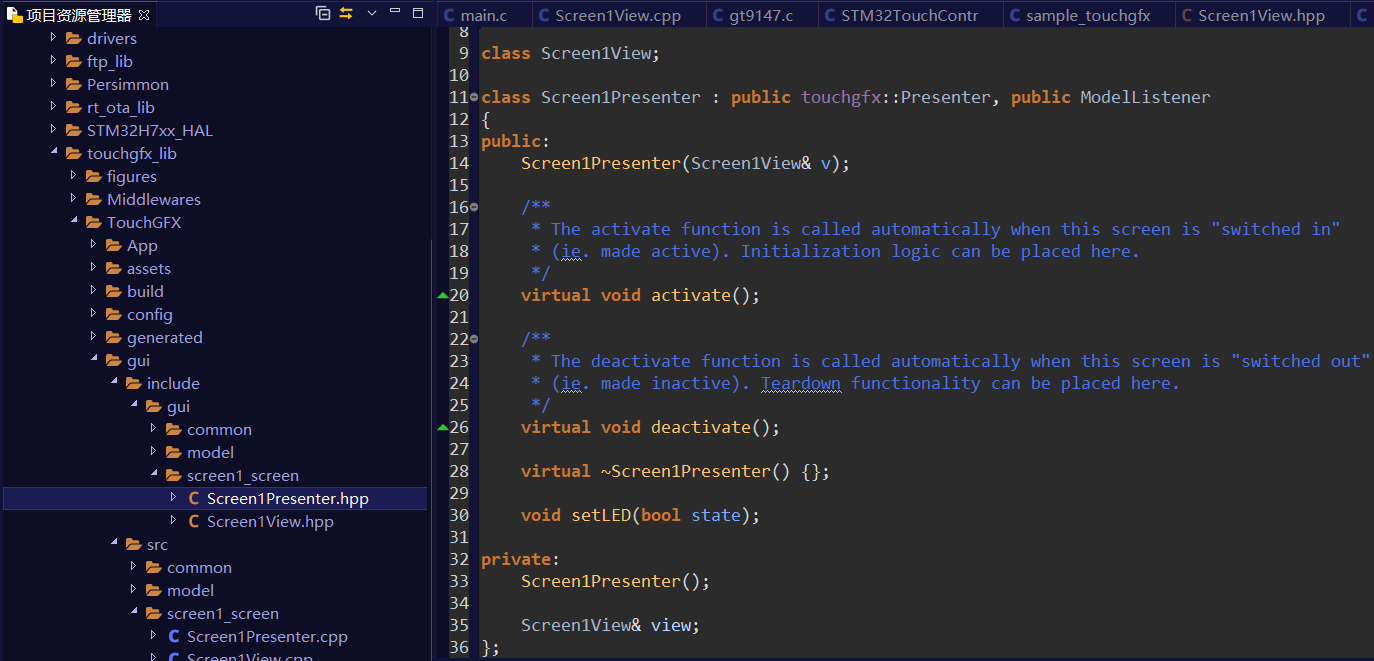 项目资源管理器
drivers
ftp_lib
Persimmon
rt_ota_lib
STM32H7xx_HAL
touchgfx_lib
figures
Middlewares
TouchGFX
App
assets
build
config
generated
gui
include
gui
common
model
screen1_screen
Screen1Presenter.hpp
Screen1View.hpp
src
common
model
screen1_screen
Screen1Presenter.cpp
Screen1View.cpp
main.c Screen1View.cpp gt9147.c STM32TouchContr sample_touchgfx Screen1View.hpp
8
9 class Screen1View;
10
11 class Screen1Presenter : public touchgfx::Presenter, public ModelListener
12 {
13 public:
14 Screen1Presenter(Screen1View& v);
15
16 /**
17 * The activate function is called automatically when this screen is "switched in"
18 * (ie. made active). Initialization logic can be placed here.
19 */
20 virtual void activate();
21
22 /**
23 * The deactivate function is called automatically when this screen is "switched out"
24 * (ie. made inactive). Teardown functionality can be placed here.
25 */
26 virtual void deactivate();
27
28 virtual ~Screen1Presenter() {};
29
30 void setLED(bool state);
31
32 private:
33 Screen1Presenter();
34
35 Screen1View& view;
36 };